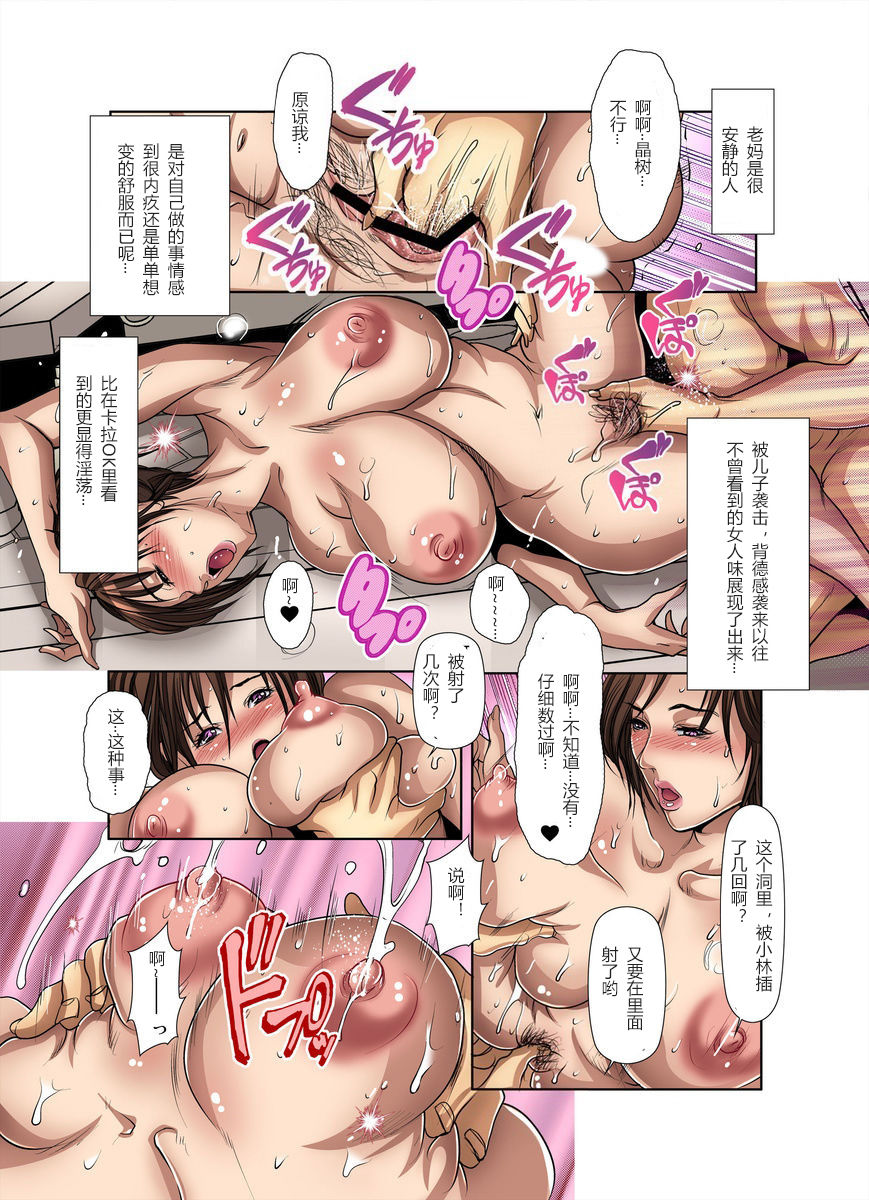 老妈是很
安静的人
啊啊…晶树…
不行…
原谅我…
是对自己做的事情感
到很内疚还是单单想
变的舒服而已呢…
ぐちゅ
ぐちゅ
くぽ
くぽ
くぽ
比在卡拉OK里看
到的更显得淫荡…
被儿子袭击，背德感袭来以往
不曾看到的女人味展现了出来…
啊~~~…
啊~
♥
被射了
几次啊？
啊啊…不知道…没有
仔细数过啊…
♥
这…这种事…
这个洞里，被小林插
了几回啊？
又要在里面
射了哟
说啊！
啊~━━っ
ドプッ